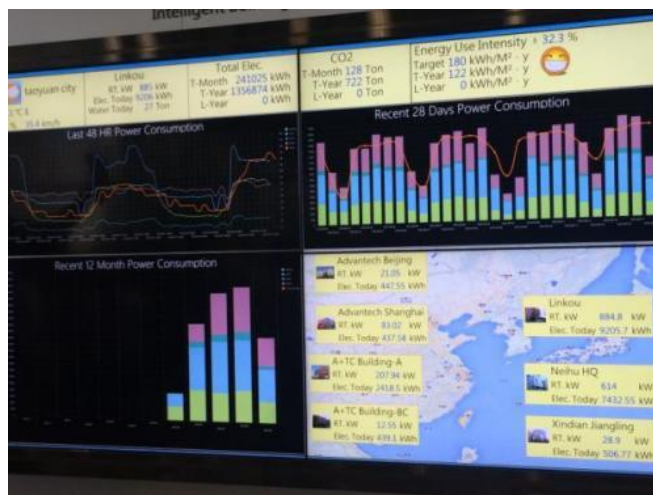 Intelligent
taoyuan city
Linkou
RT. kW 885 kW
Elec. Today 9206 kWh
Water Today 27 Ton
Total Elec.
T-Month 241025 kWh
T-Year 1356874 kWh
L-Year 0 kWh
CO2
T-Month 128 Ton
T-Year 722 Ton
L-Year 0 Ton
Energy Use Intensity 32.3 %
Target 180 kWh/M² · y
T-Year 122 kWh/M² · y
L-Year 0 kWh/M² · y
Last 48 HR Power Consumption
Recent 28 Days Power Consumption
Recent 12 Month Power Consumption
Advantech Beijing
RT. kW 21.05 kW
Elec. Today 447.55 kWh
Advantech Shanghai
RT. kW 83.02 kW
Elec. Today 437.58 kWh
A+TC Building-A
RT. kW 207.94 kW
Elec. Today 2418.5 kWh
A+TC Building-BC
RT. kW 12.55 kW
Elec. Today 439.1 kWh
Linkou
RT. kW 884.8 kW
Elec. Today 9205.7 kWh
Neihu HQ
RT. kW 614 kW
Elec. Today 7432.55 kWh
Xindian Jiangling
RT. kW 28.9 kW
Elec. Today 506.77 kWh